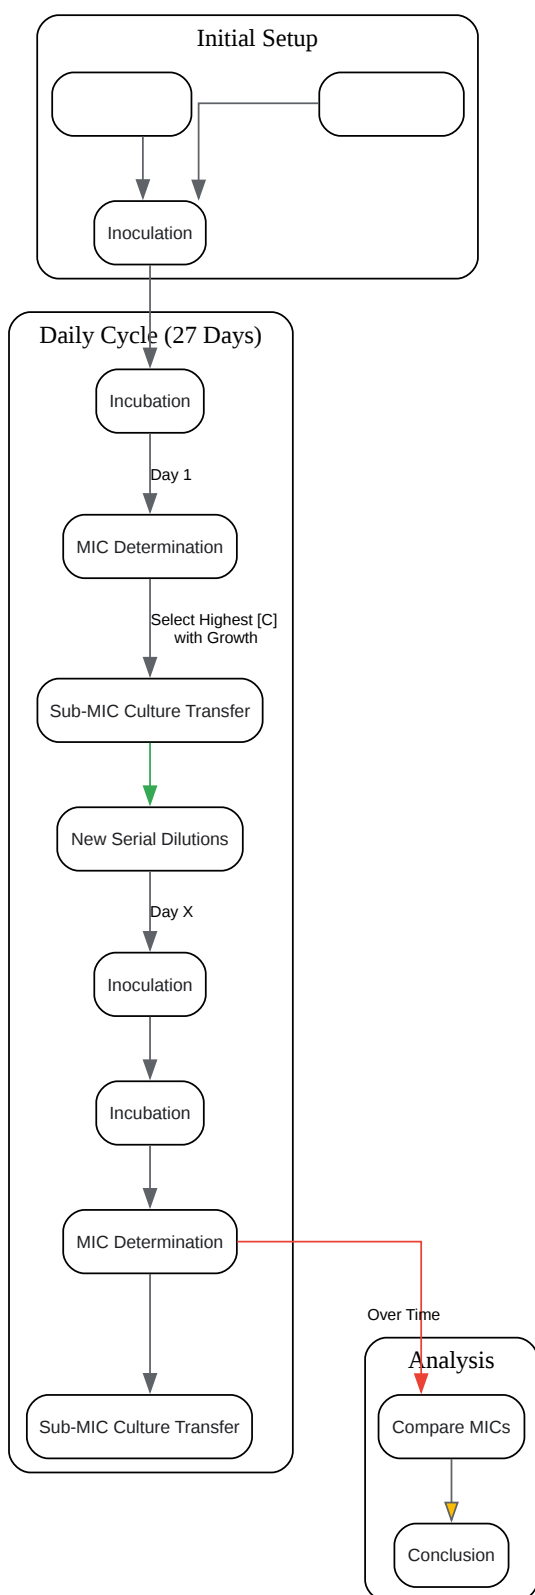 Initial Setup
Inoculation
Daily Cycle (27 Days)
Incubation
Day 1
MIC Determination
Select Highest [C]
with Growth
Sub-MIC Culture Transfer
New Serial Dilutions
Day X
Inoculation
Incubation
MIC Determination
Over Time
Analysis
Sub-MIC Culture Transfer
Compare MICs
Conclusion